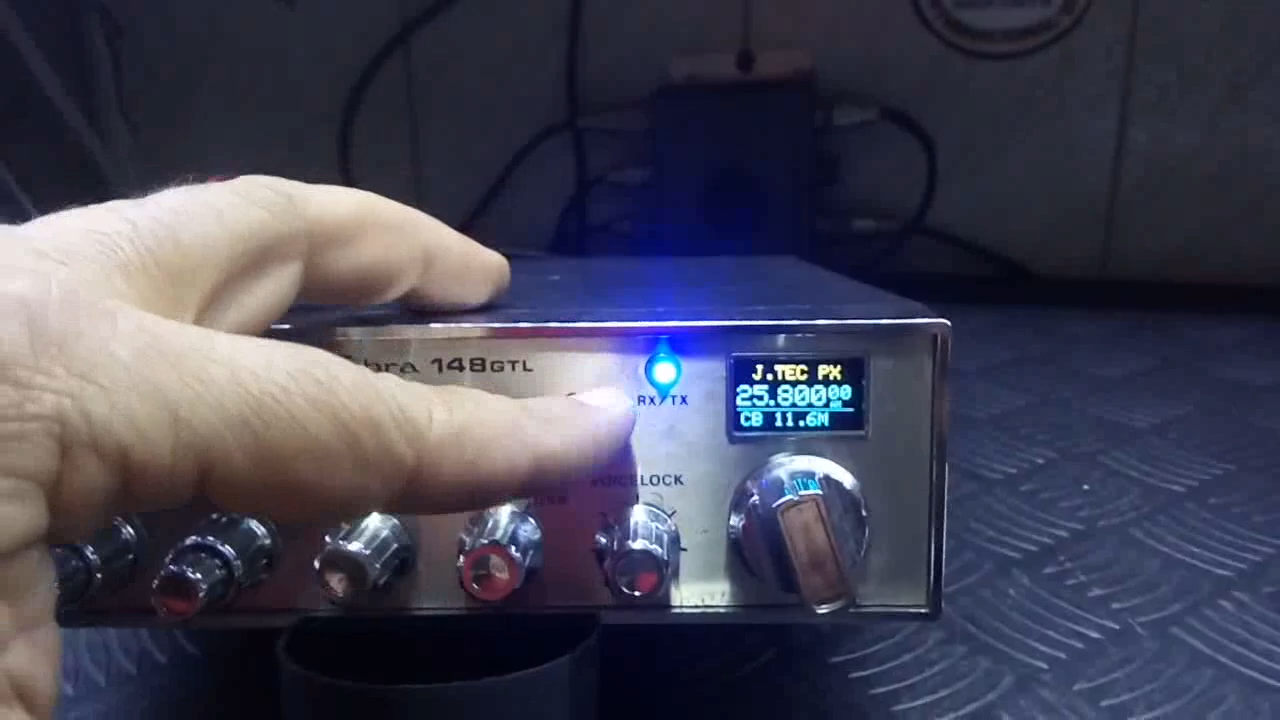 bra 148GTL
RX/TX
J.TEC PX
25.80000
CB 11.6M
VOICELOCK